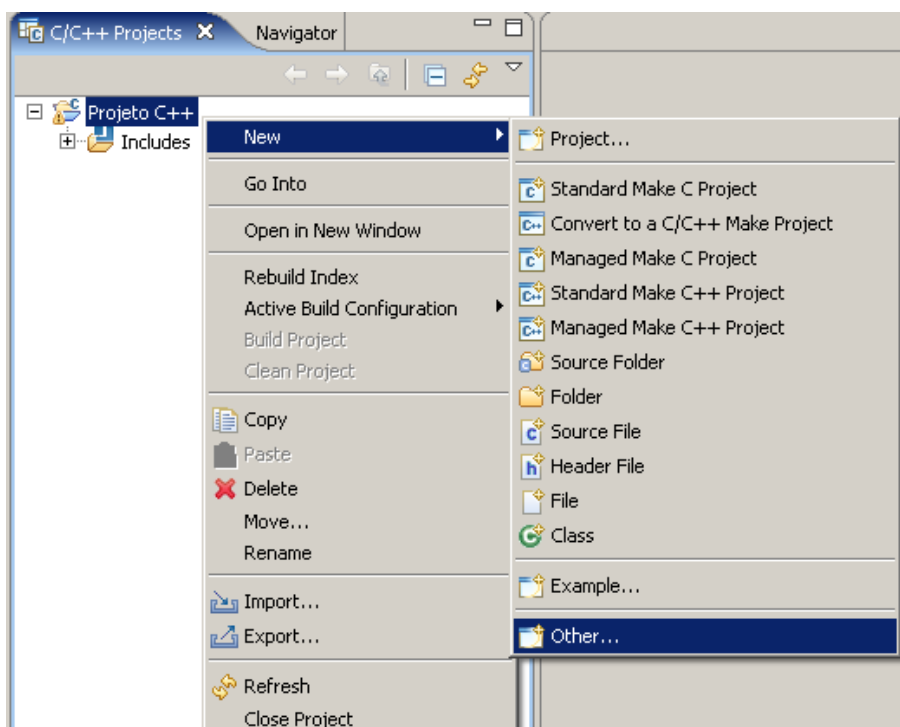 C/C++ Projects
Navigator
Projeto C++
Includes
New
Go Into
Open in New Window
Rebuild Index
Active Build Configuration
Build Project
Clean Project
Copy
Paste
Delete
Move...
Rename
Import...
Export...
Refresh
Close Project
Project...
Standard Make C Project
Convert to a C/C++ Make Project
Managed Make C Project
Standard Make C++ Project
Managed Make C++ Project
Source Folder
Folder
Source File
Header File
File
Class
Example...
Other...